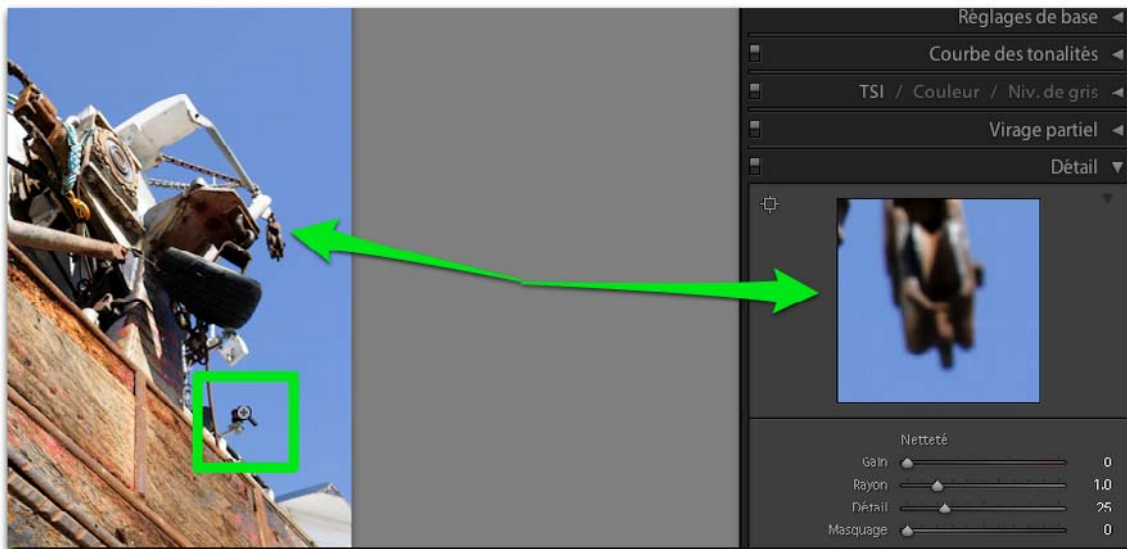 Réglages de base
Courbe des tonalités
TSI / Couleur / Niv. de gris
Virage partiel
Détail
Netteté
Gain 0
Rayon 1,0
Détail 25
Masquage 0